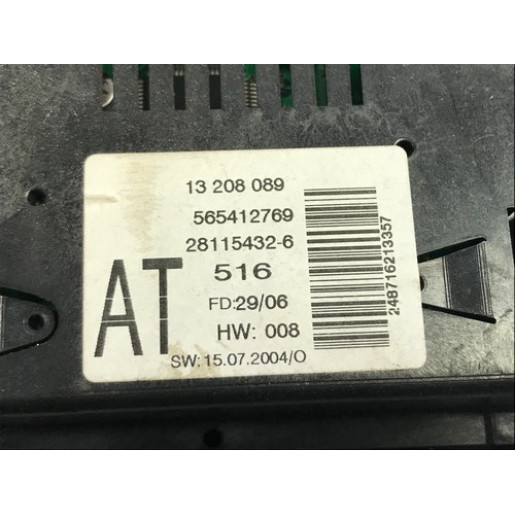 13 208 089
565412769
28115432-6
AT
516
FD:29/06
HW: 008
SW: 15.07.2004/O
248716213357